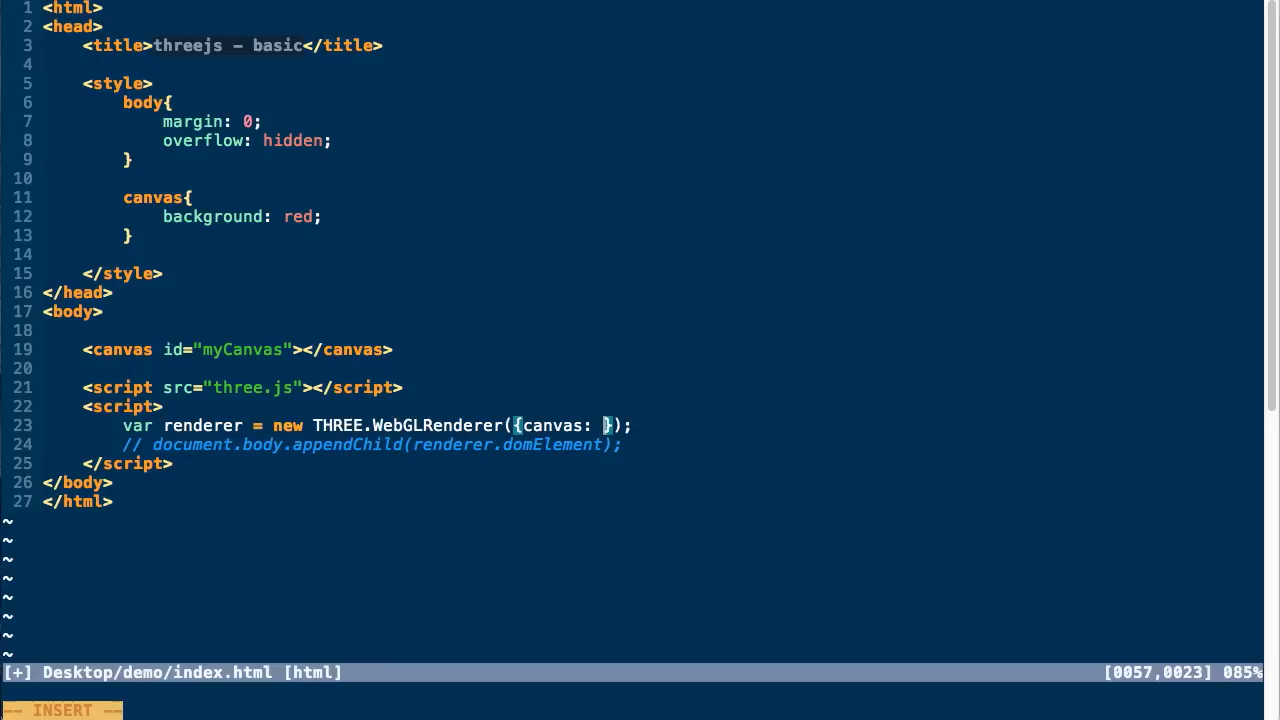 1 <html>
2 <head>
3     <title>threejs - basic</title>
4
5     <style>
6         body{
7             margin: 0;
8             overflow: hidden;
9         }
10
11         canvas{
12             background: red;
13         }
14
15     </style>
16 </head>
17 <body>
18
19     <canvas id="myCanvas"></canvas>
20
21     <script src="three.js"></script>
22     <script>
23         var renderer = new THREE.WebGLRenderer({canvas: });
24         // document.body.appendChild(renderer.domElement);
25     </script>
26 </body>
27 </html>
~
~
~
~
~
~
~
~
[+] Desktop/demo/index.html [html] [0057,0023] 085%
-- INSERT --